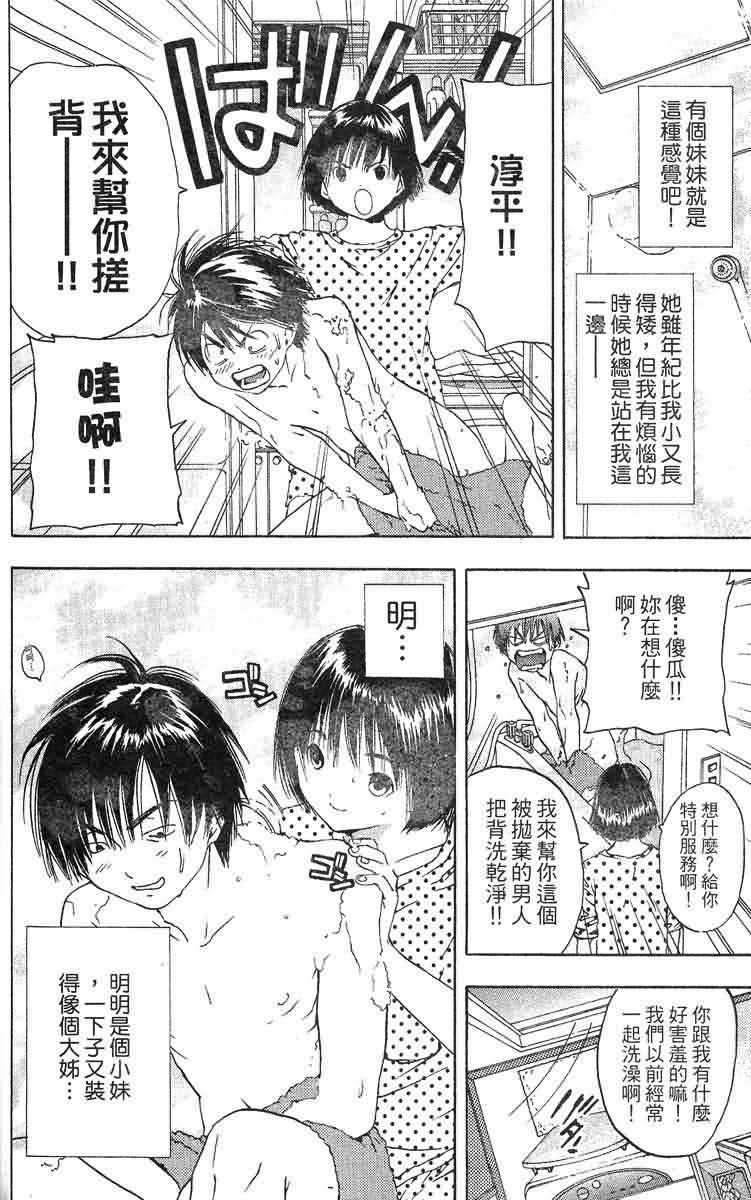 有個妹妹就是
這種感覺吧！
她雖年紀比我小又長
得矮，但我有煩惱的
時候她總是站在我這
一邊——
ばん！
淳平!!
我來幫你搓
背——!!
哇啊!!
傻…傻瓜!!
妳在想什麼
啊?
想什麼?給你
特別服務啊！
我來幫你這個
被拋棄的男人
把背洗乾淨!!
你跟我有什麼
好害羞的嘛！
我們以前經常
一起洗澡啊！
明…
ゴシ
ゴシ
明明是個小妹
，一下子又裝
得像個大姊…